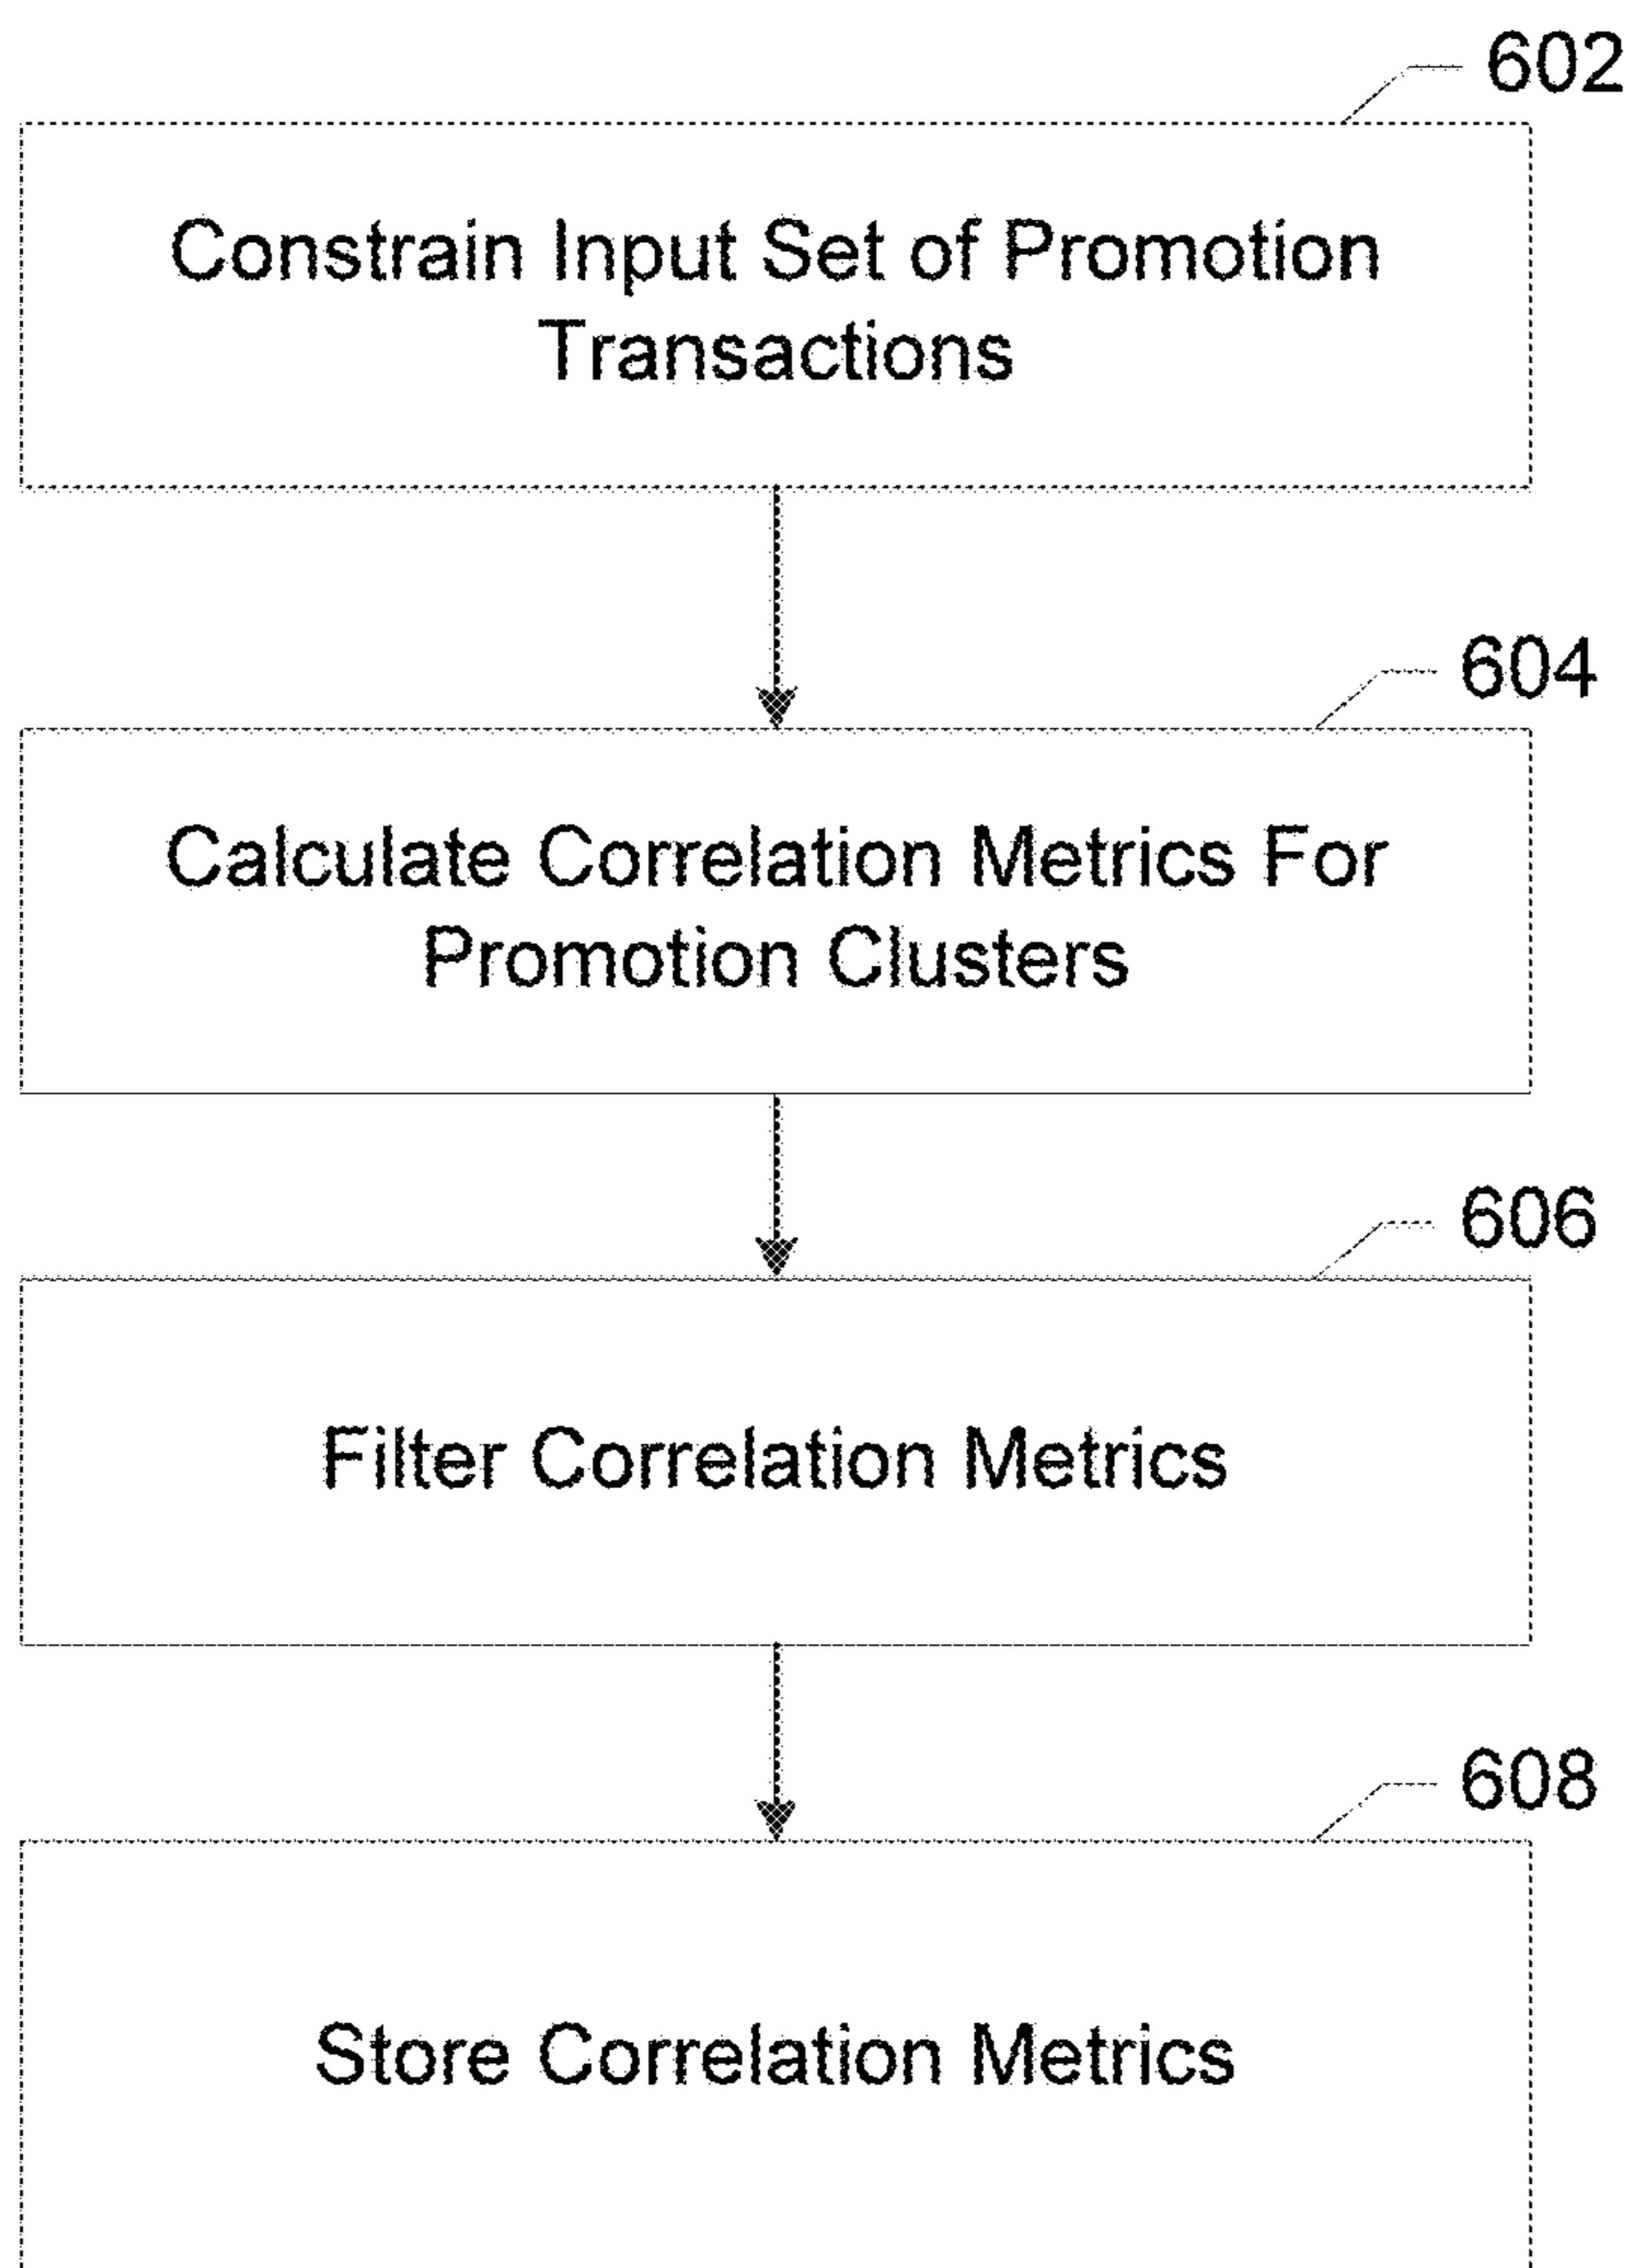 602
Constrain Input Set of Promotion
Transactions
604
Calculate Correlation Metrics For
Promotion Clusters
606
Filter Correlation Metrics
608
Store Correlation Metrics